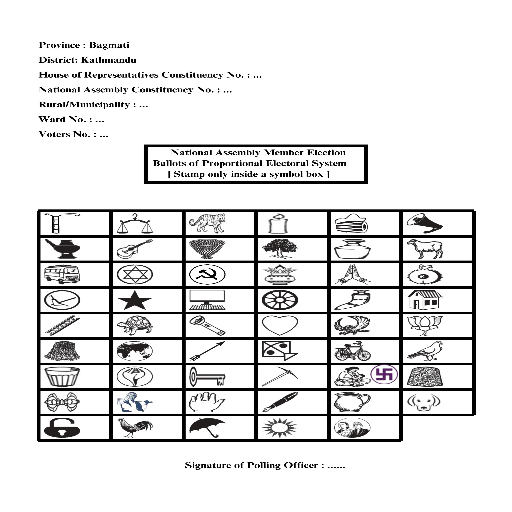 Province : Bagmati
District: Kathmandu
House of Representatives Constituency No. : ...
National Assembly Constituency No. : ...
Rural/Municipality : ...
Ward No. : ...
Voters No. : ...
National Assembly Member Election
Ballots of Proportional Electoral System
[ Stamp only inside a symbol box ]
Signature of Polling Officer : ......